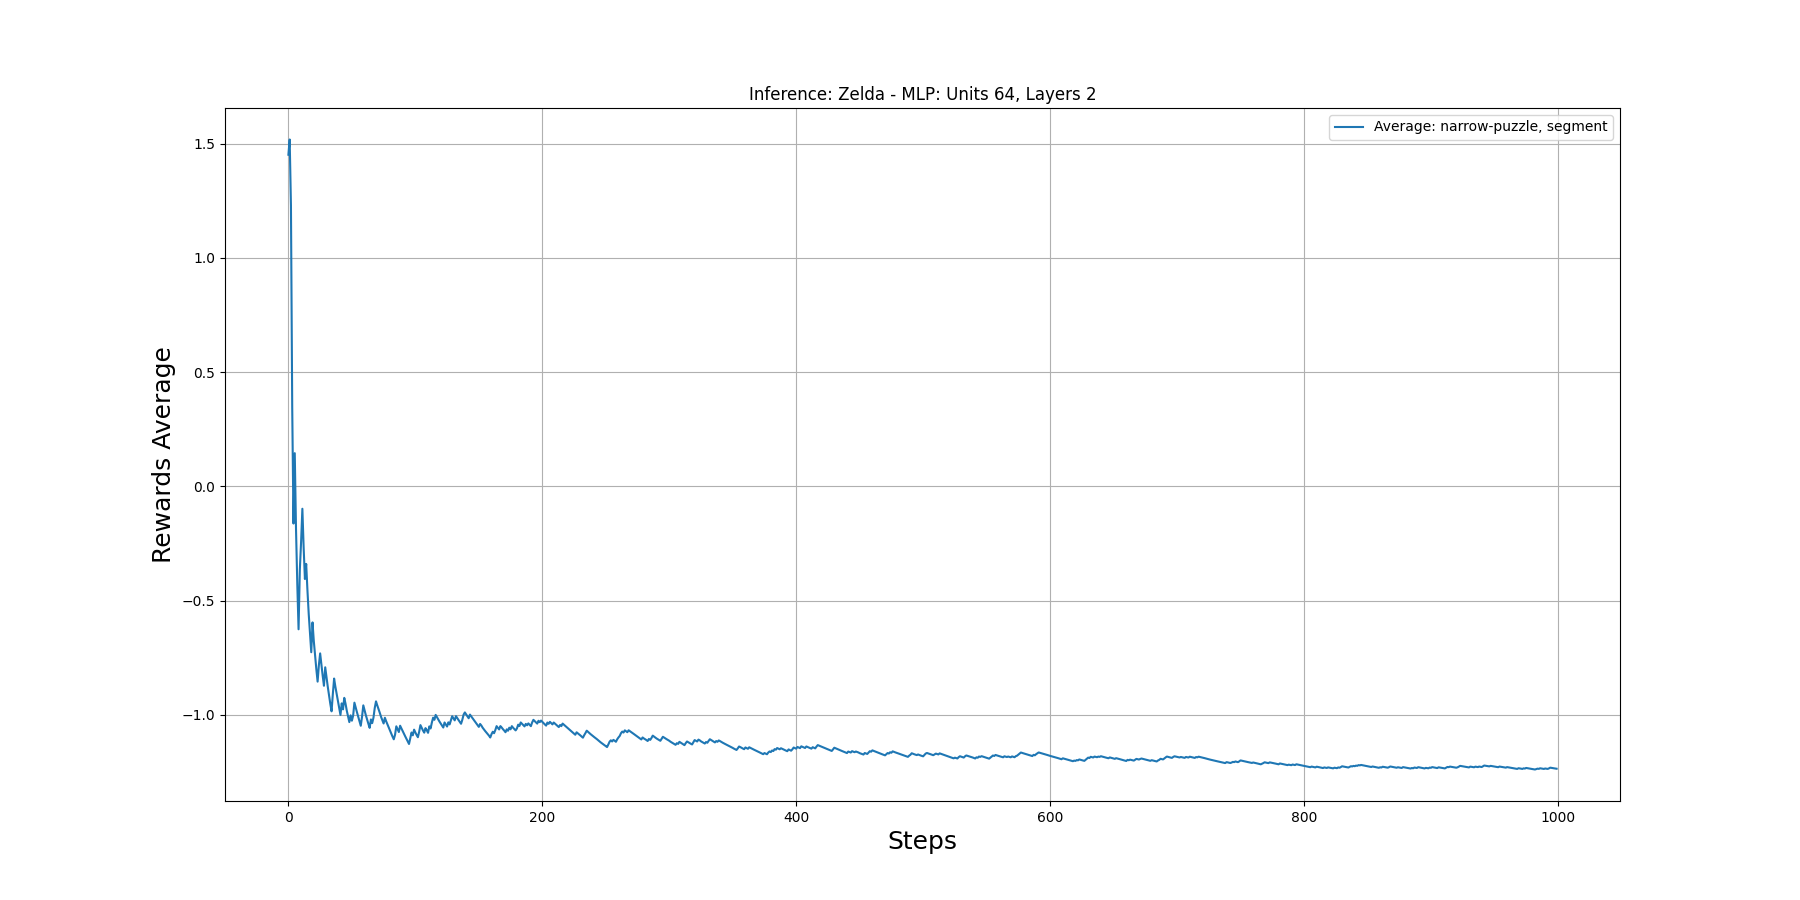 Inference: Zelda - MLP: Units 64, Layers 2
Average: narrow-puzzle, segment
Rewards Average
1.5
1.0
0.5
0.0
−0.5
−1.0
0 200 400 600 800 1000
Steps